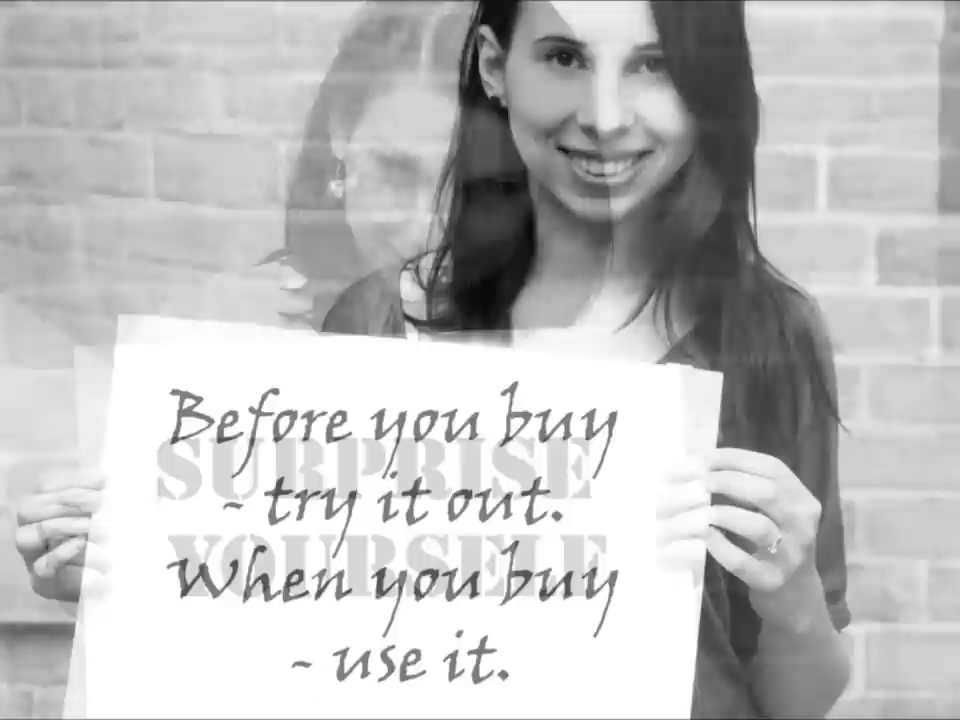 Before you buy
- try it out.
When you buy
- use it.
SURPRISE
YOURSELF